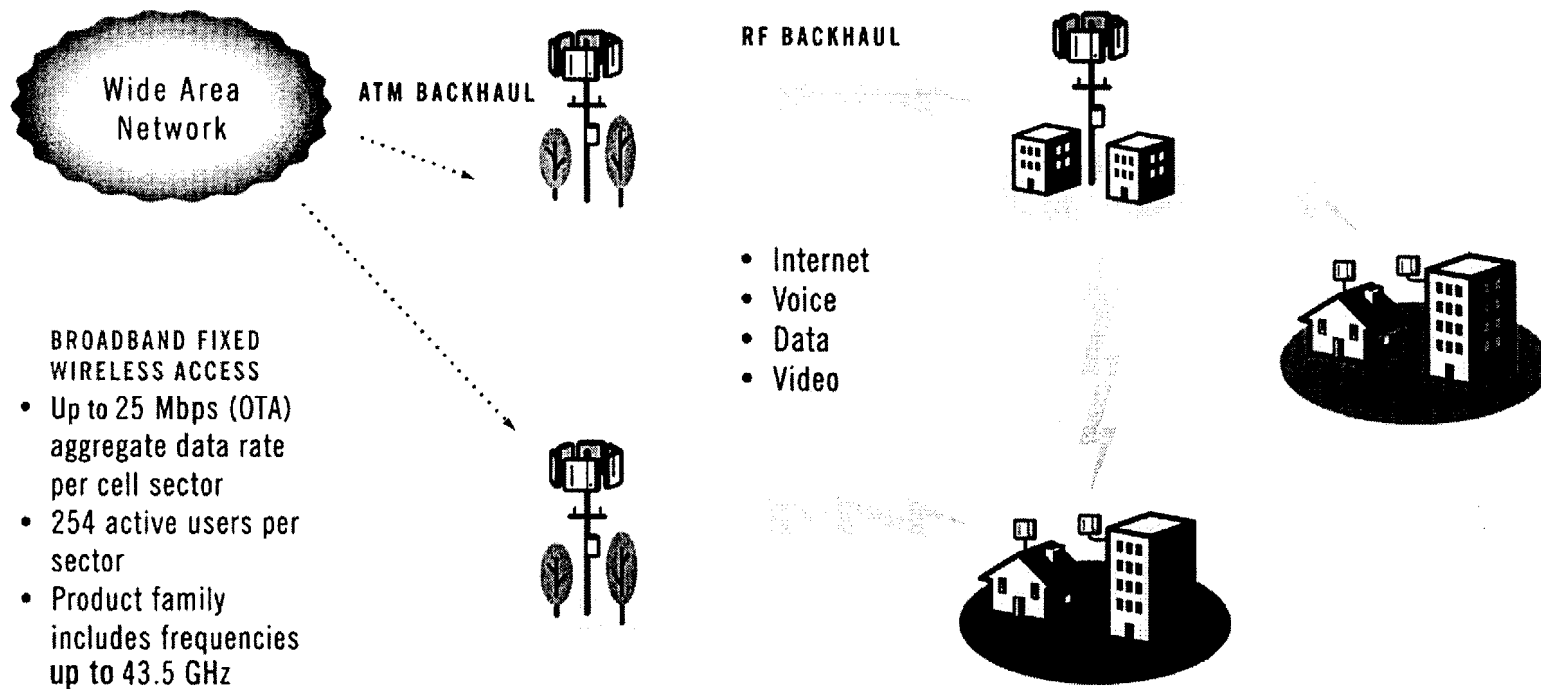 Wide Area
Network
ATM BACKHAUL
RF BACKHAUL
• Internet
• Voice
• Data
• Video
BROADBAND FIXED
WIRELESS ACCESS
• Up to 25 Mbps (OTA)
aggregate data rate
per cell sector
• 254 active users per
sector
• Product family
includes frequencies
up to 43.5 GHz